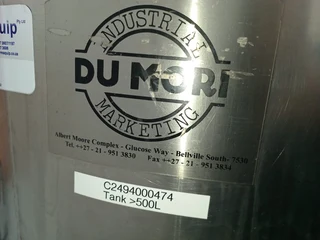 quip
INDUSTRIAL
DU MORI
MARKETING
Albert Moore Complex - Glucose Way - Bellville South- 7530
Tel. ++27 - 21 - 951 3830 Fax ++27 - 21 - 951 3834
C2494000474
Tank >500L